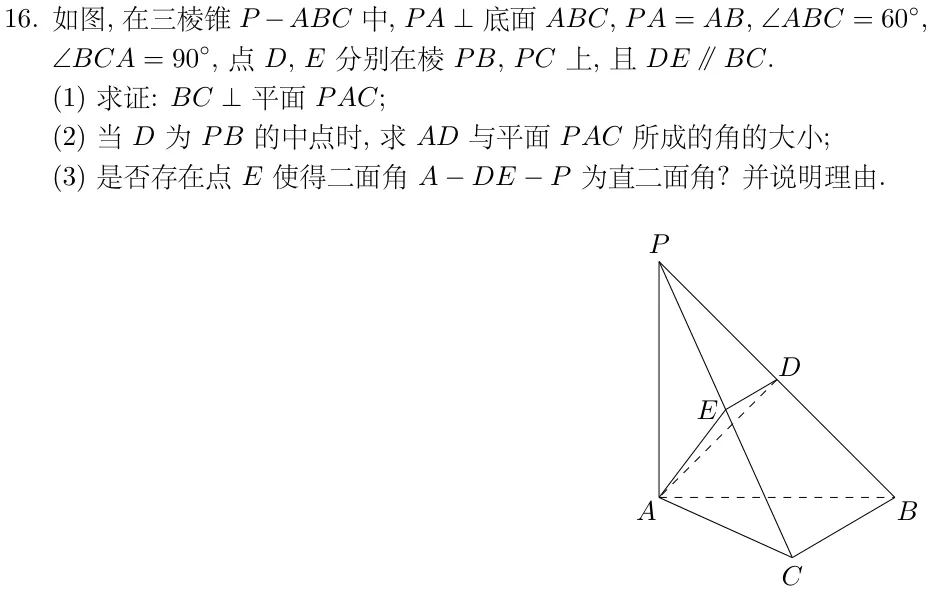 16. 如图, 在三棱锥 P − ABC 中, PA ⊥ 底面 ABC, PA = AB, ∠ABC = 60°,
∠BCA = 90°, 点 D, E 分别在棱 PB, PC 上, 且 DE ∥ BC.
(1) 求证: BC ⊥ 平面 PAC;
(2) 当 D 为 PB 的中点时, 求 AD 与平面 PAC 所成的角的大小;
(3) 是否存在点 E 使得二面角 A − DE − P 为直二面角? 并说明理由.
P
D
E
A
B
C